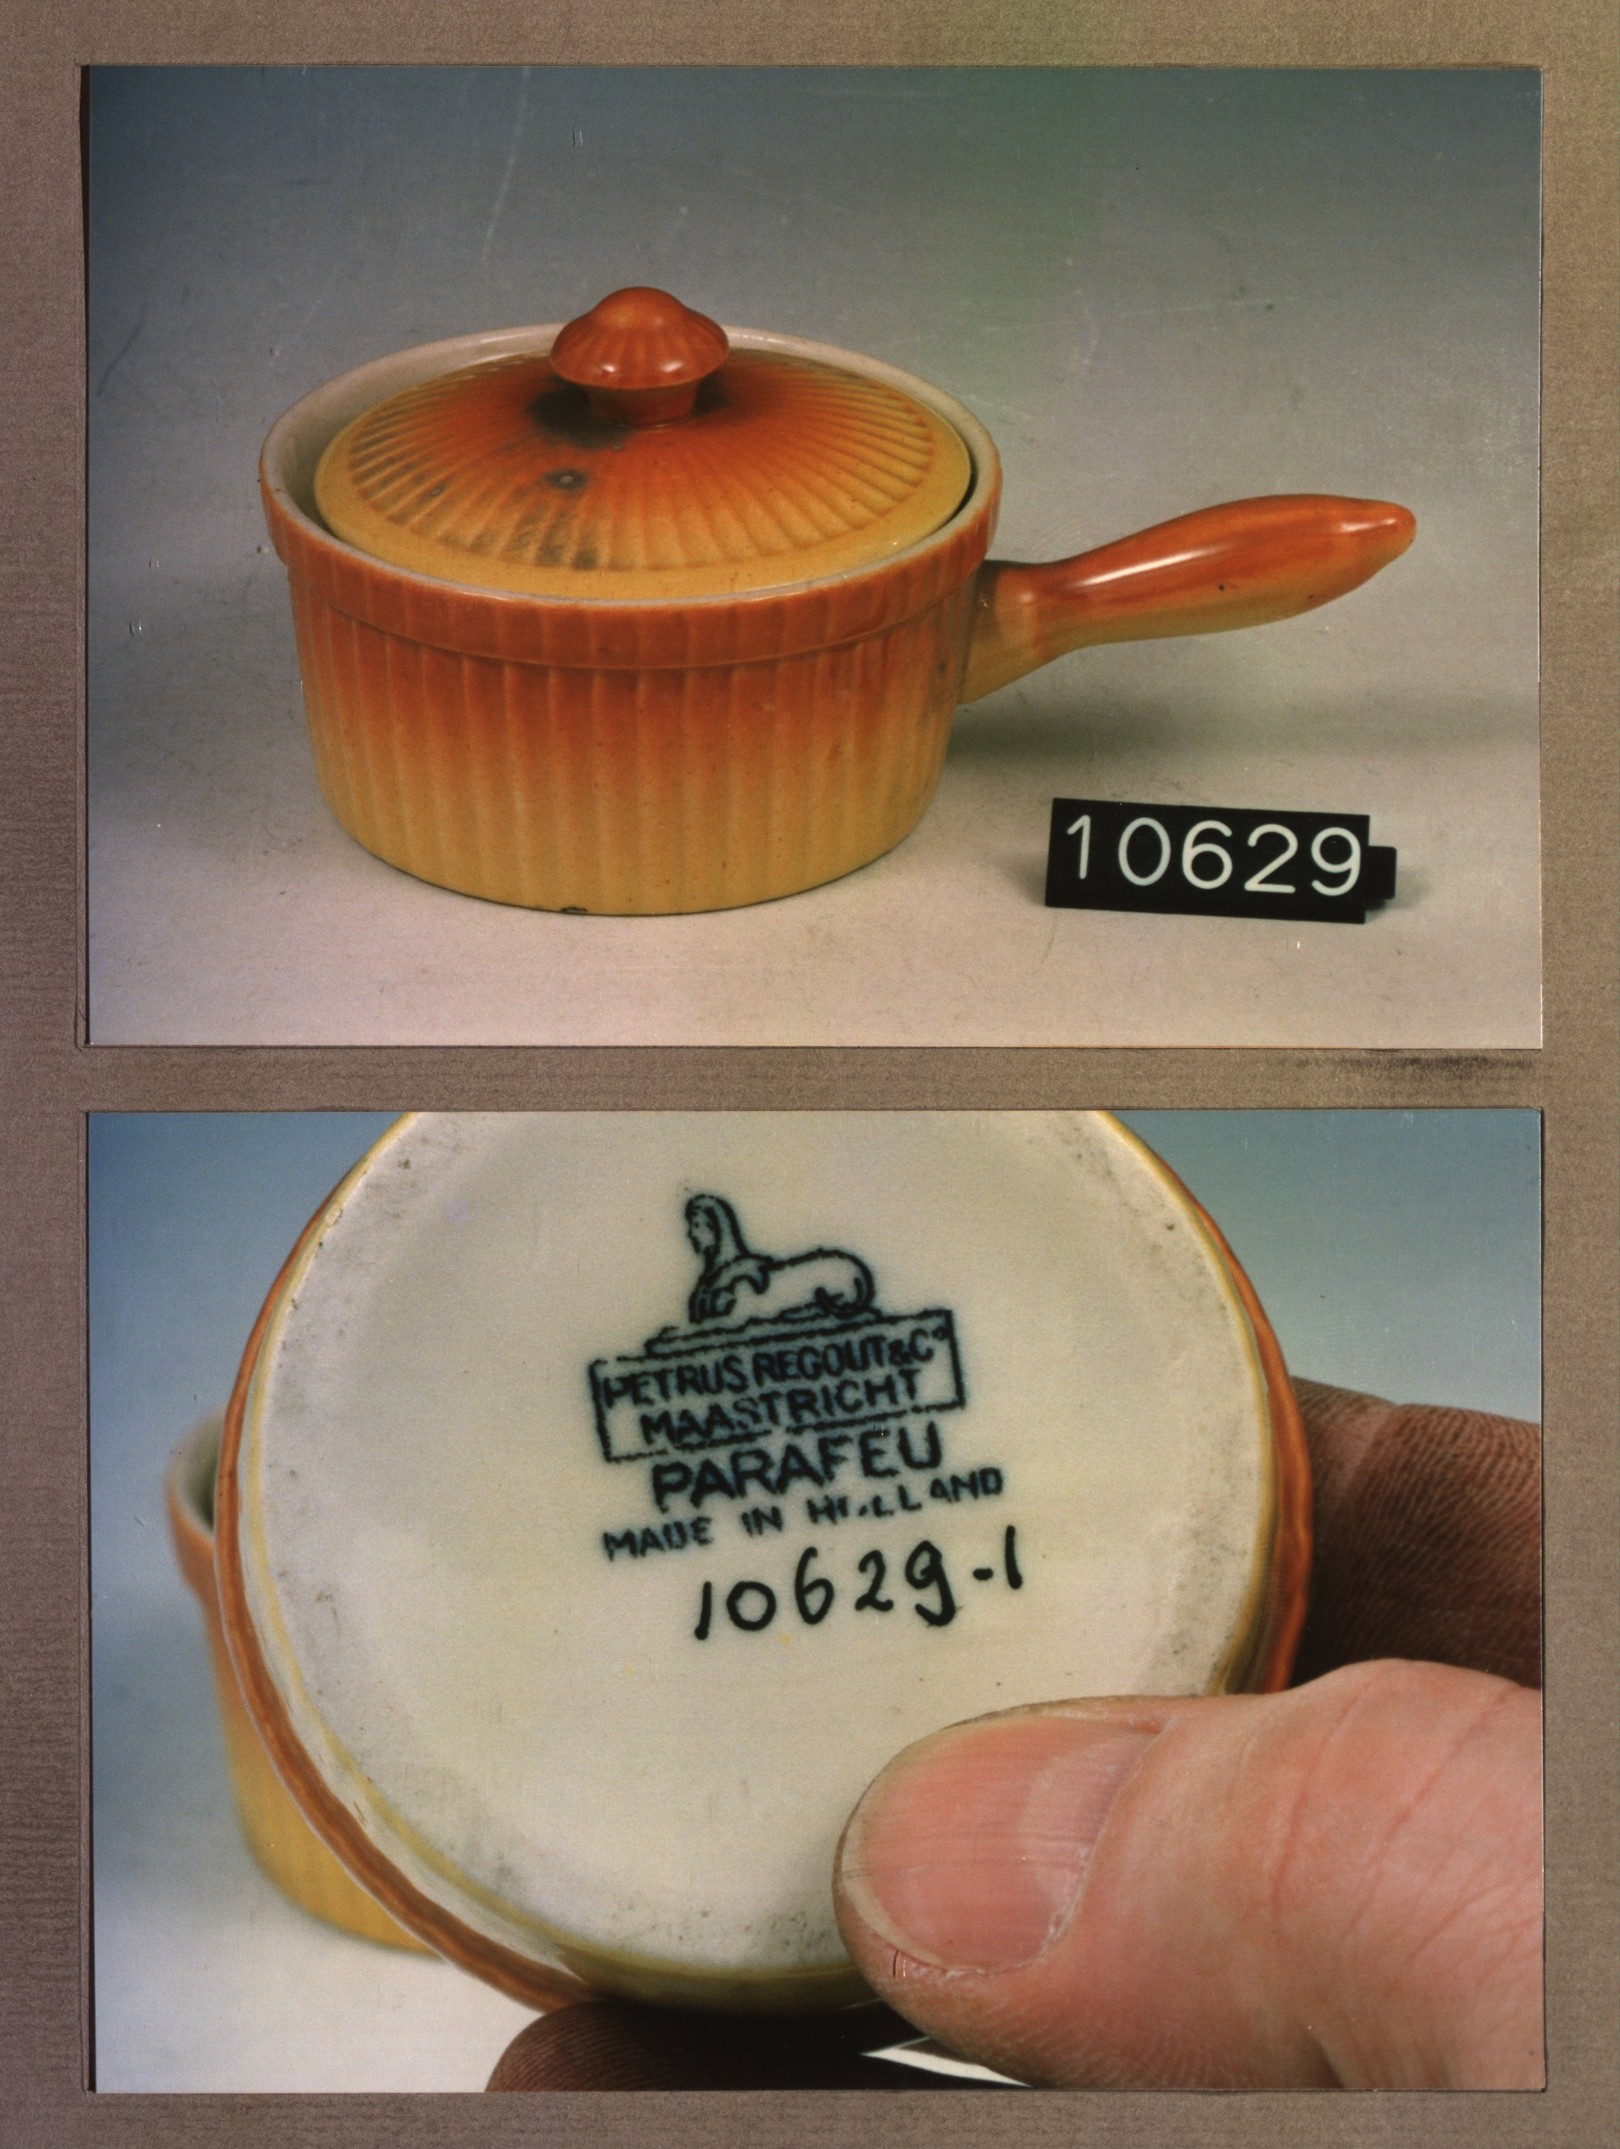 10629
PETRUS REGOUT & Cº
MAASTRICHT
PARAFEU
MADE IN HOLLAND
10629-1